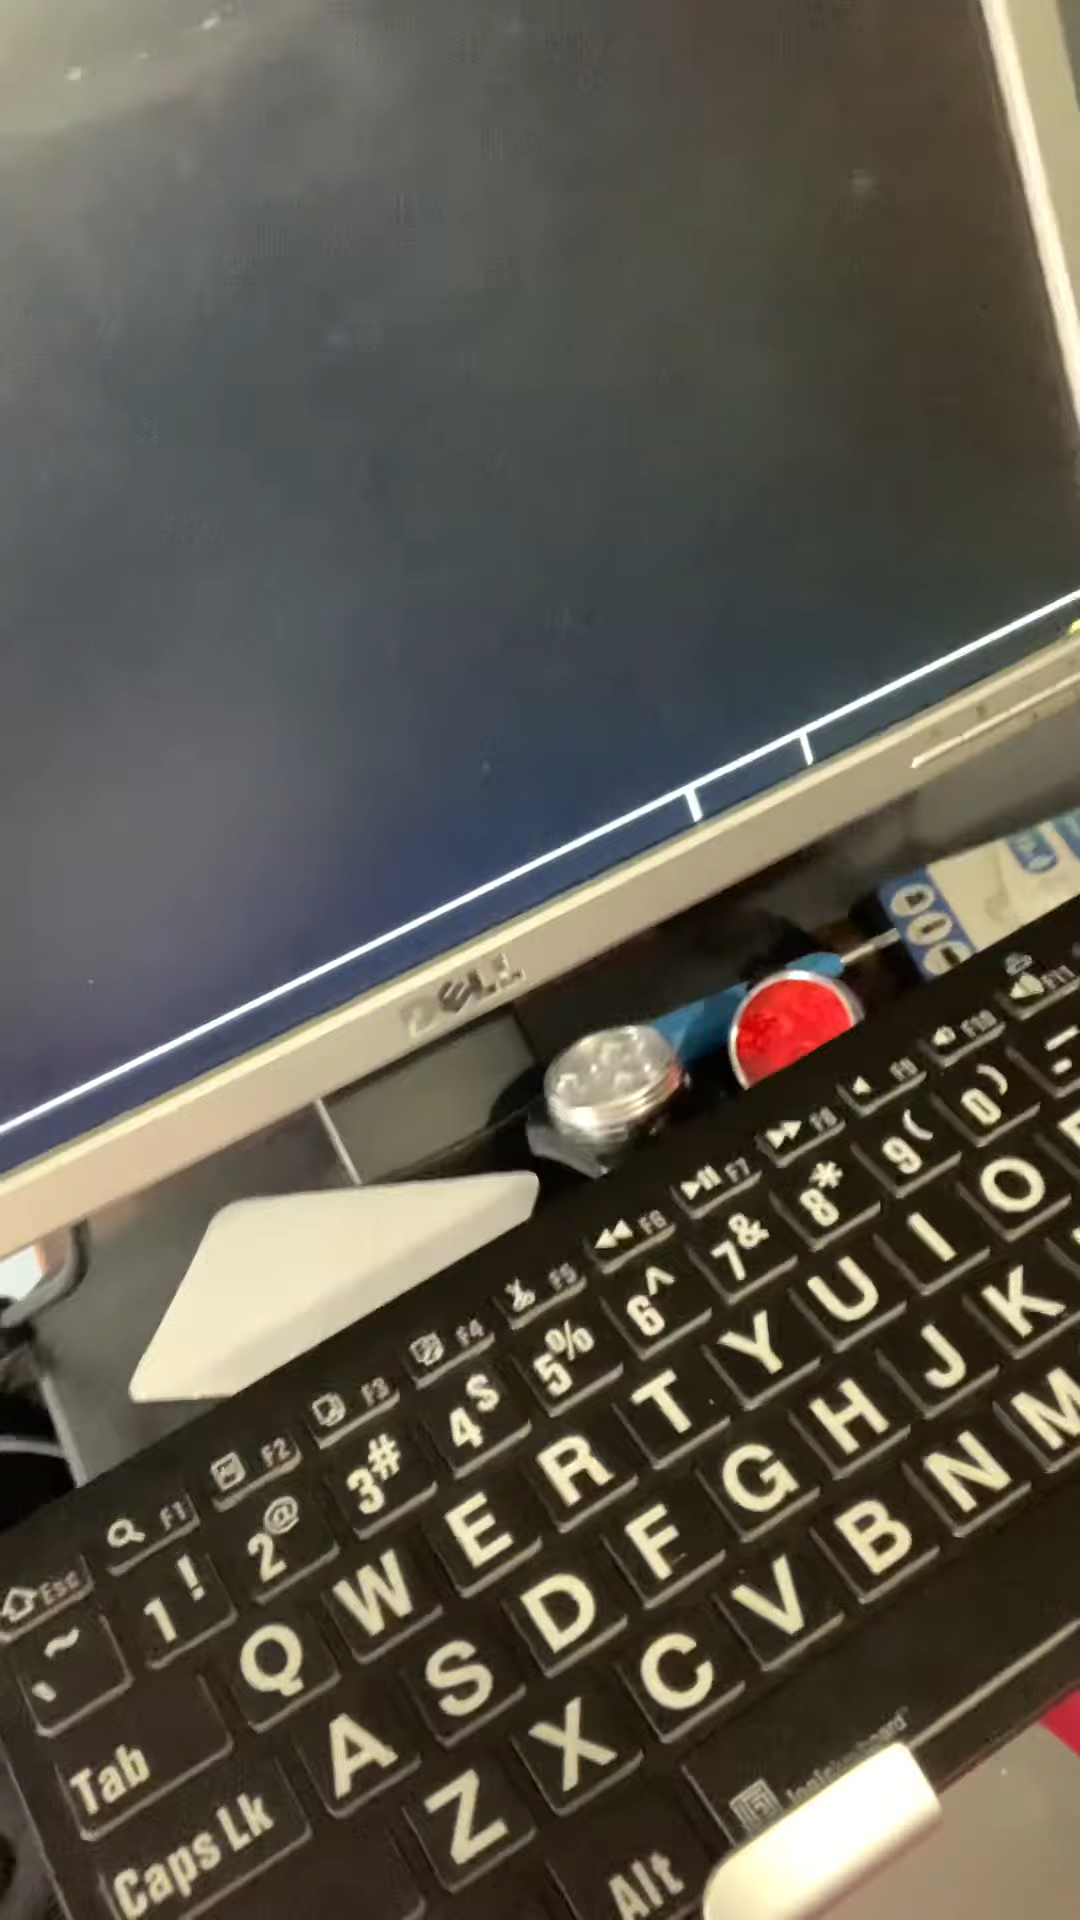 DELL
Esc F1 F2 F3 F4 F5 F6 F7 F8 F9 F10 F11
` ~ 1 ! 2 @ 3 # 4 $ 5 % 6 ^ 7 & 8 * 9 ( 0 )
Tab Q W E R T Y U I O
Caps Lk A S D F G H J K
Z X C V B N M
Alt